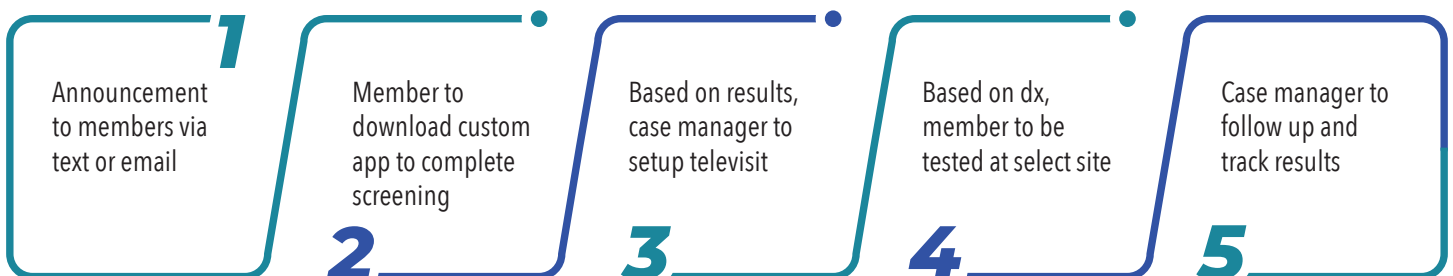 1
Announcement
to members via
text or email
2
Member to
download custom
app to complete
screening
3
Based on results,
case manager to
setup televisit
4
Based on dx,
member to be
tested at select site
5
Case manager to
follow up and
track results